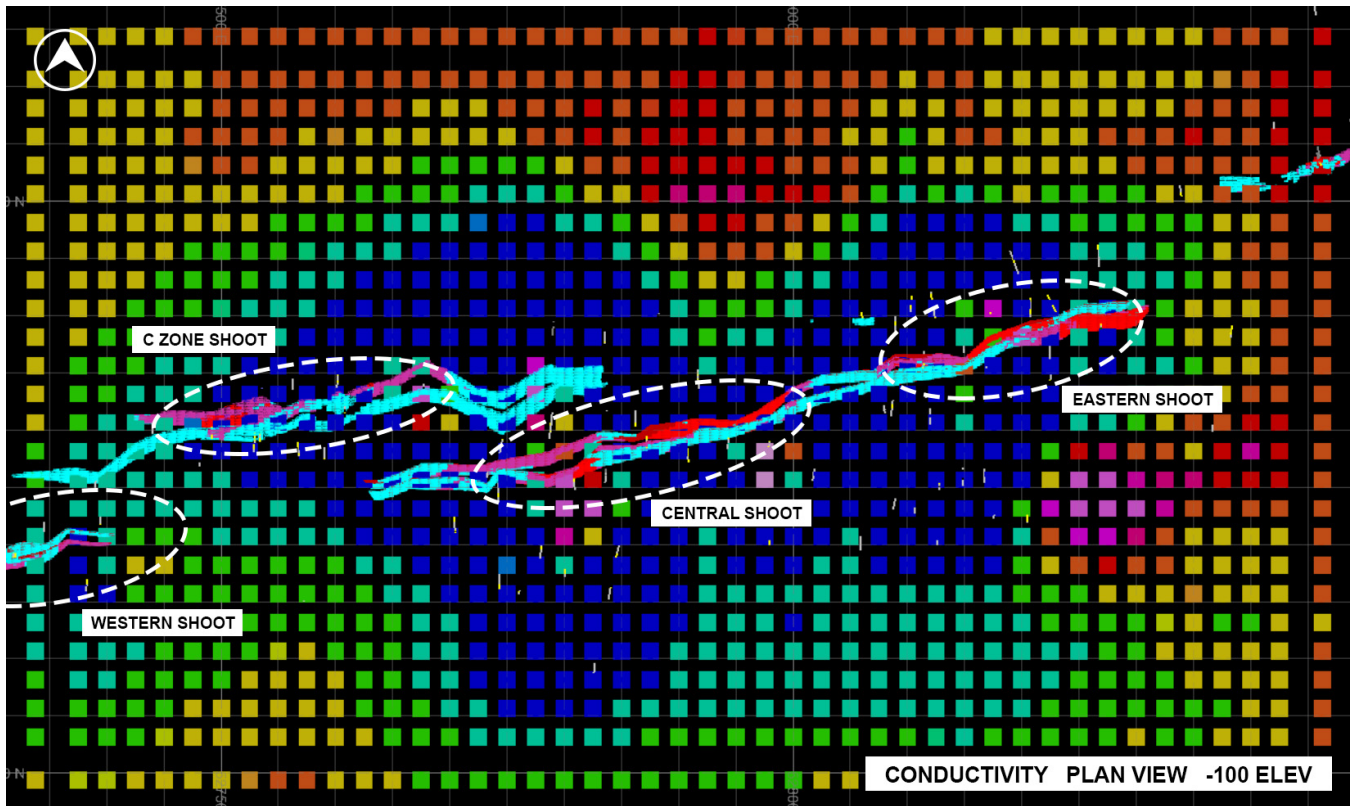 C ZONE SHOOT
EASTERN SHOOT
CENTRAL SHOOT
WESTERN SHOOT
CONDUCTIVITY PLAN VIEW -100 ELEV